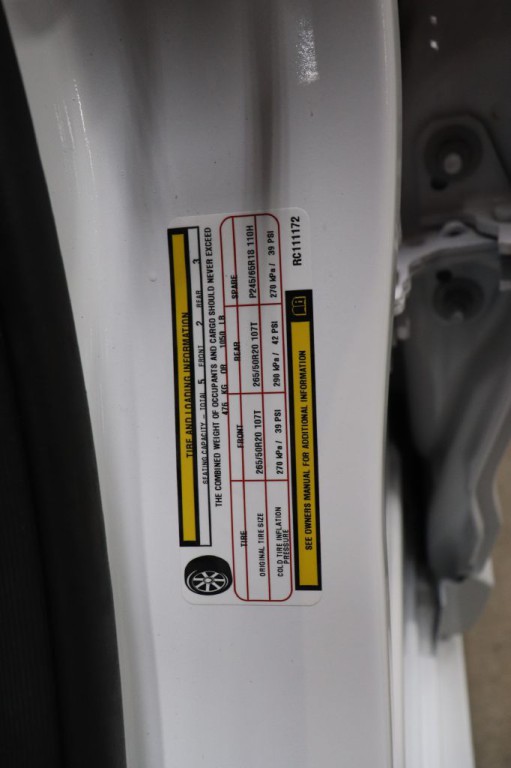 TIRE AND LOADING INFORMATION
SEATING CAPACITY - TOTAL 5 FRONT 2 REAR 3
THE COMBINED WEIGHT OF OCCUPANTS AND CARGO SHOULD NEVER EXCEED
476 KG OR 1050 LB
TIRE FRONT REAR SPARE
ORIGINAL TIRE SIZE 265/50R20 107T 265/50R20 107T P245/65R18 110H
COLD TIRE INFLATION PRESSURE 270 kPa / 39 PSI 290 kPa / 42 PSI 270 kPa / 39 PSI
SEE OWNERS MANUAL FOR ADDITIONAL INFORMATION
RC111172